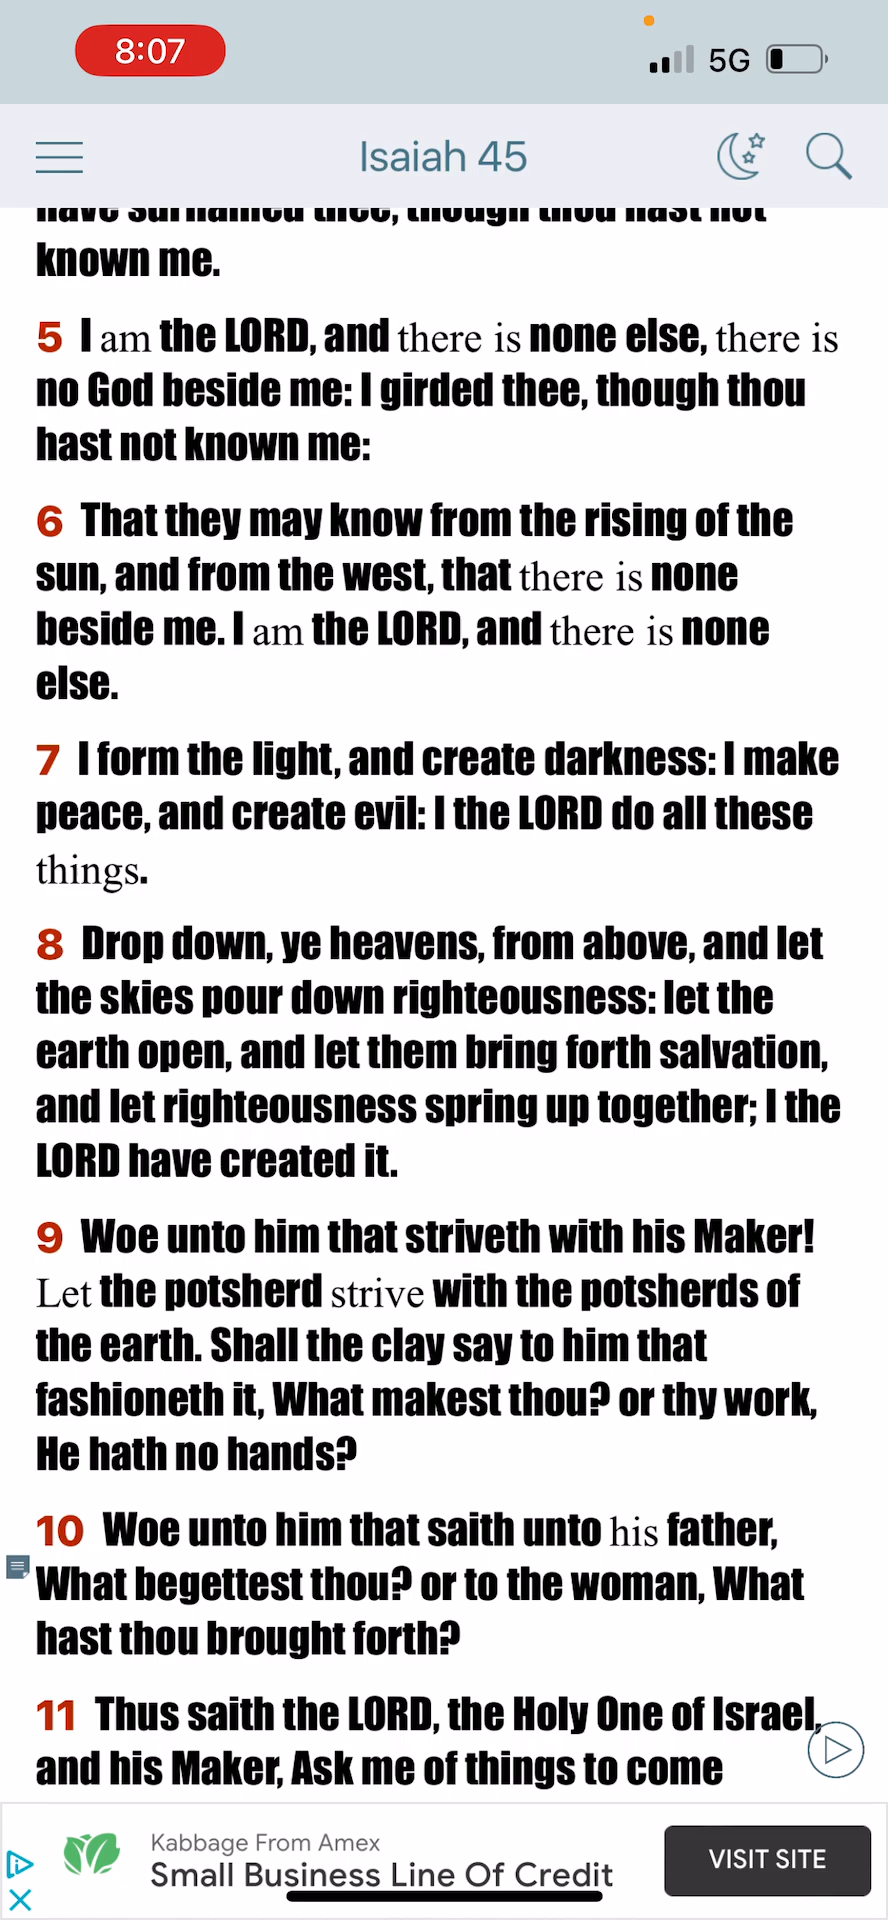 8:07
5G
Isaiah 45
have surnamed thee, though thou hast not
known me.
5 I am the LORD, and there is none else, there is
no God beside me: I girded thee, though thou
hast not known me:
6 That they may know from the rising of the
sun, and from the west, that there is none
beside me. I am the LORD, and there is none
else.
7 I form the light, and create darkness: I make
peace, and create evil: I the LORD do all these
things.
8 Drop down, ye heavens, from above, and let
the skies pour down righteousness: let the
earth open, and let them bring forth salvation,
and let righteousness spring up together; I the
LORD have created it.
9 Woe unto him that striveth with his Maker!
Let the potsherd strive with the potsherds of
the earth. Shall the clay say to him that
fashioneth it, What makest thou? or thy work,
He hath no hands?
10 Woe unto him that saith unto his father,
What begettest thou? or to the woman, What
hast thou brought forth?
11 Thus saith the LORD, the Holy One of Israel,
and his Maker, Ask me of things to come
Kabbage From Amex
Small Business Line Of Credit
VISIT SITE